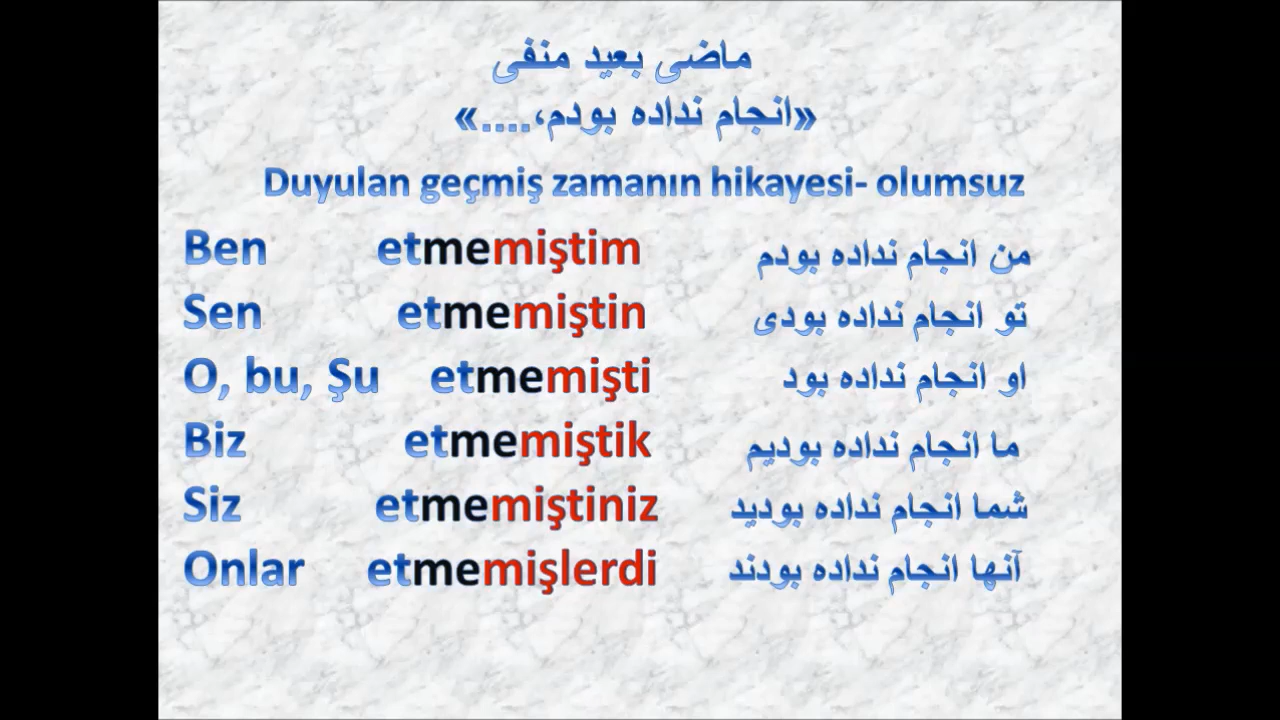 ماضی بعید منفی
«انجام نداده بودم،....»
Duyulan geçmiş zamanın hikayesi- olumsuz
Ben etmemiştim من انجام نداده بودم
Sen etmemiştin تو انجام نداده بودی
O, bu, Şu etmemişti او انجام نداده بود
Biz etmemiştik ما انجام نداده بودیم
Siz etmemiştiniz شما انجام نداده بودید
Onlar etmemişlerdi آنها انجام نداده بودند